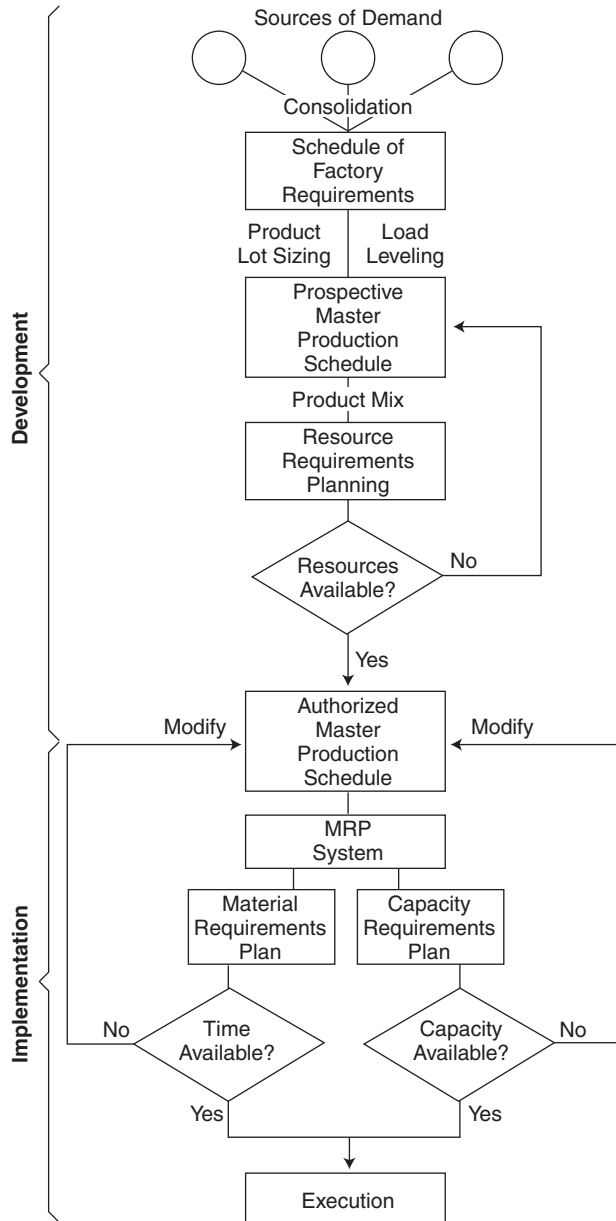 Sources of Demand
Consolidation
Schedule of
Factory
Requirements
Product
Lot Sizing
Load
Leveling
Prospective
Master
Production
Schedule
Product Mix
Resource
Requirements
Planning
Resources
Available?
No
Yes
Development
Authorized
Master
Production
Schedule
Modify
Modify
MRP
System
Material
Requirements
Plan
Capacity
Requirements
Plan
Time
Available?
No
Yes
Capacity
Available?
No
Yes
Implementation
Execution